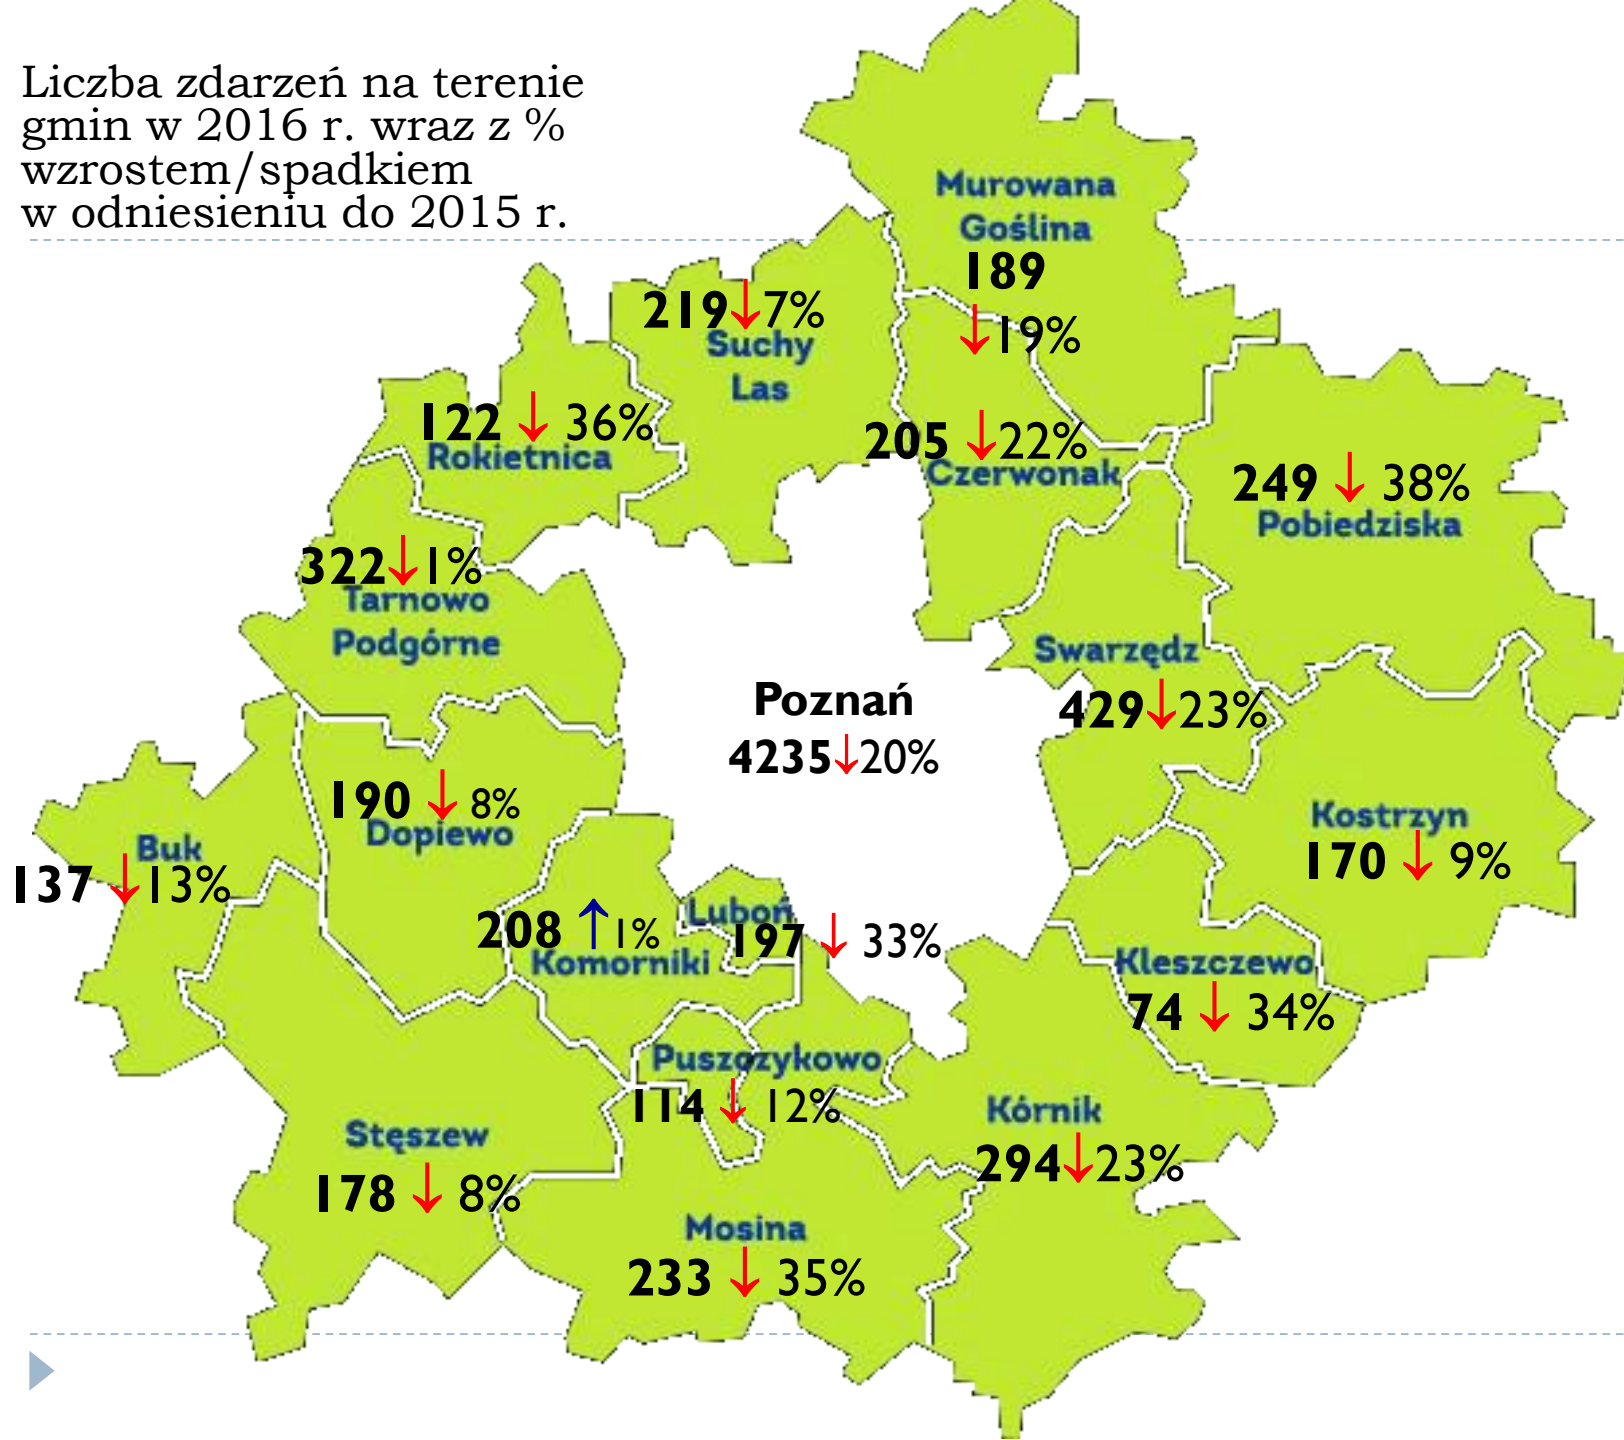 Liczba zdarzeń na terenie
gmin w 2016 r. wraz z %
wzrostem/spadkiem
w odniesieniu do 2015 r.
Murowana
Goślina
189
↓19%
219↓7%
Suchy
Las
122 ↓ 36%
Rokietnica
205 ↓22%
Czerwonak
249 ↓ 38%
Pobiedziska
322↓1%
Tarnowo
Podgórne
Swarzędz
429↓23%
Poznań
4235↓20%
190 ↓ 8%
Dopiewo
Kostrzyn
170 ↓ 9%
Buk
137 ↓13%
208 ↑1%
Komorniki
Luboń
197 ↓ 33%
Kleszczewo
74 ↓ 34%
Puszczykowo
114 ↓ 12%
Kórnik
294↓23%
Stęszew
178 ↓ 8%
Mosina
233 ↓ 35%